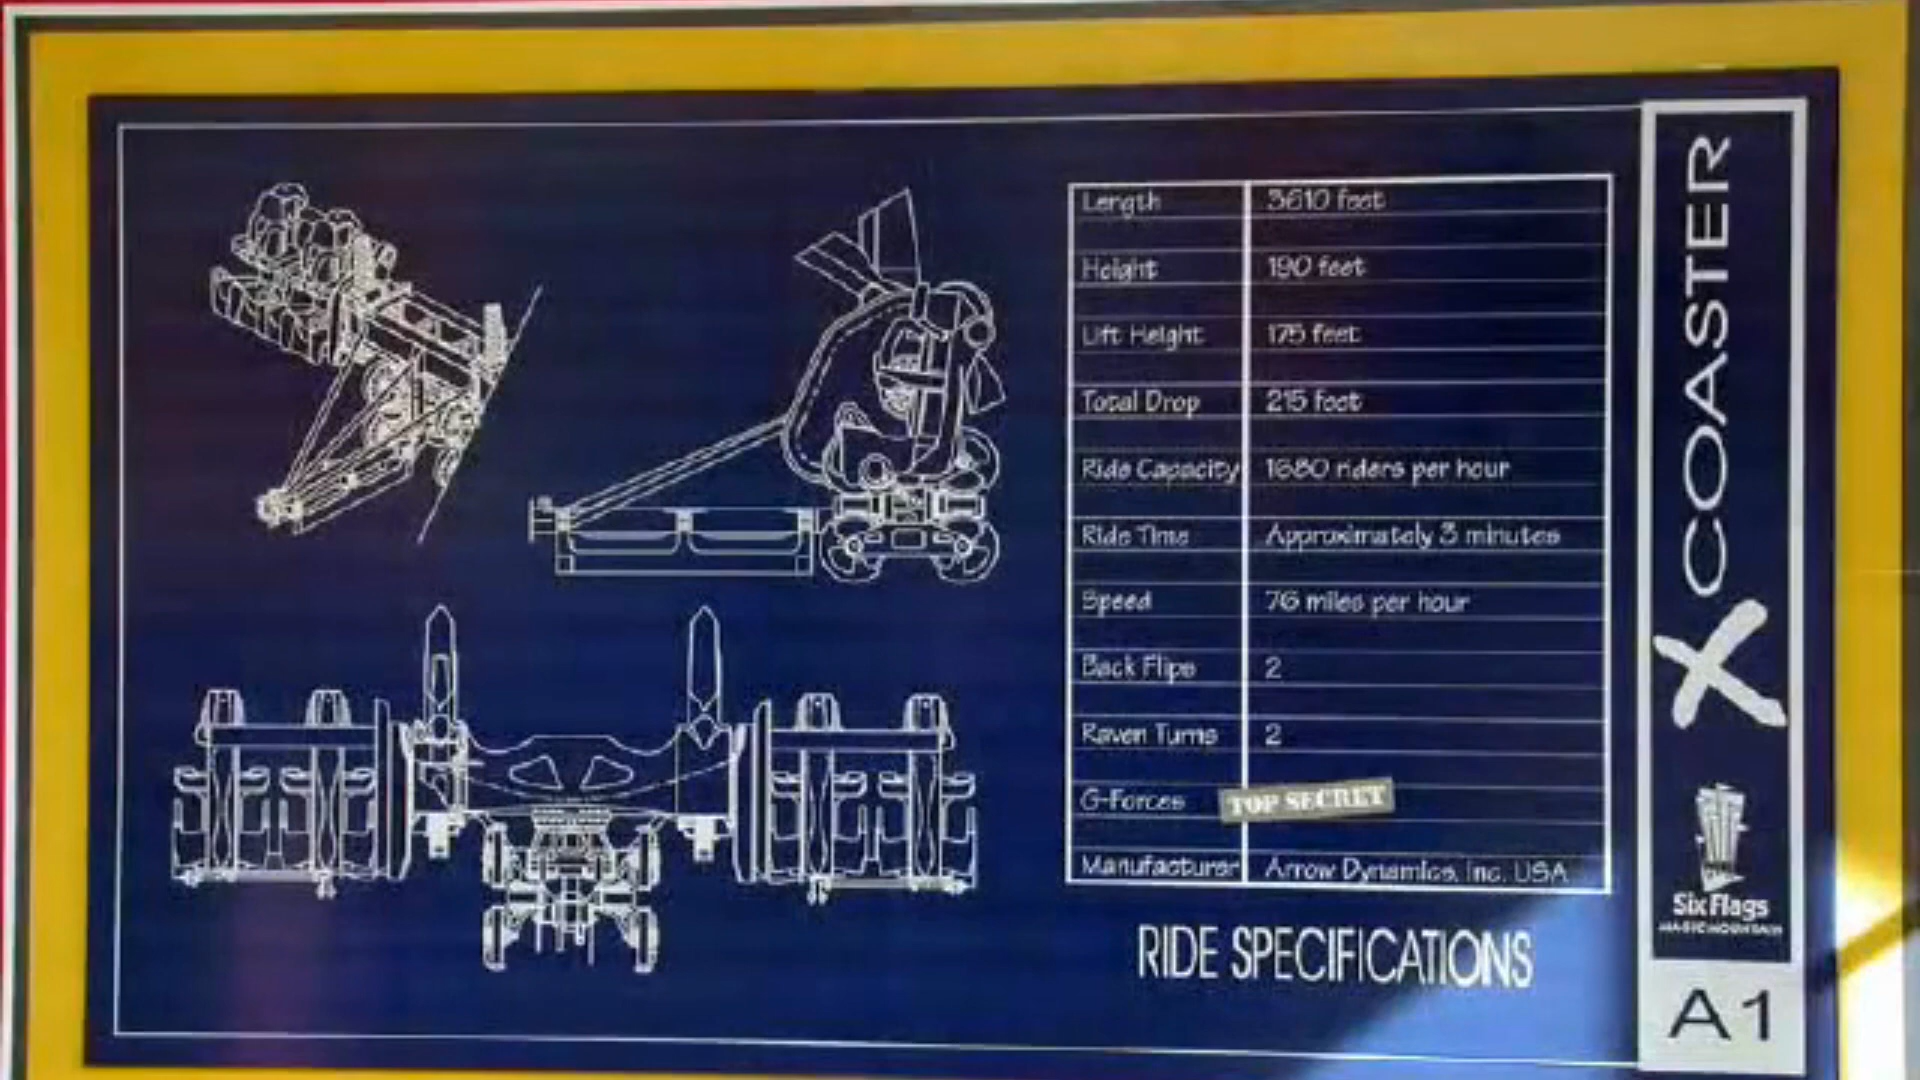 Length 3610 feet
Height 190 feet
Lift Height 175 feet
Total Drop 215 feet
Ride Capacity 1680 riders per hour
Ride Time Approximately 3 minutes
Speed 76 miles per hour
Back Flips 2
Raven Turns 2
G-Forces TOP SECRET
Manufacturer Arrow Dynamics, Inc. USA
RIDE SPECIFICATIONS
X COASTER
Six Flags
MAGIC MOUNTAIN
A1